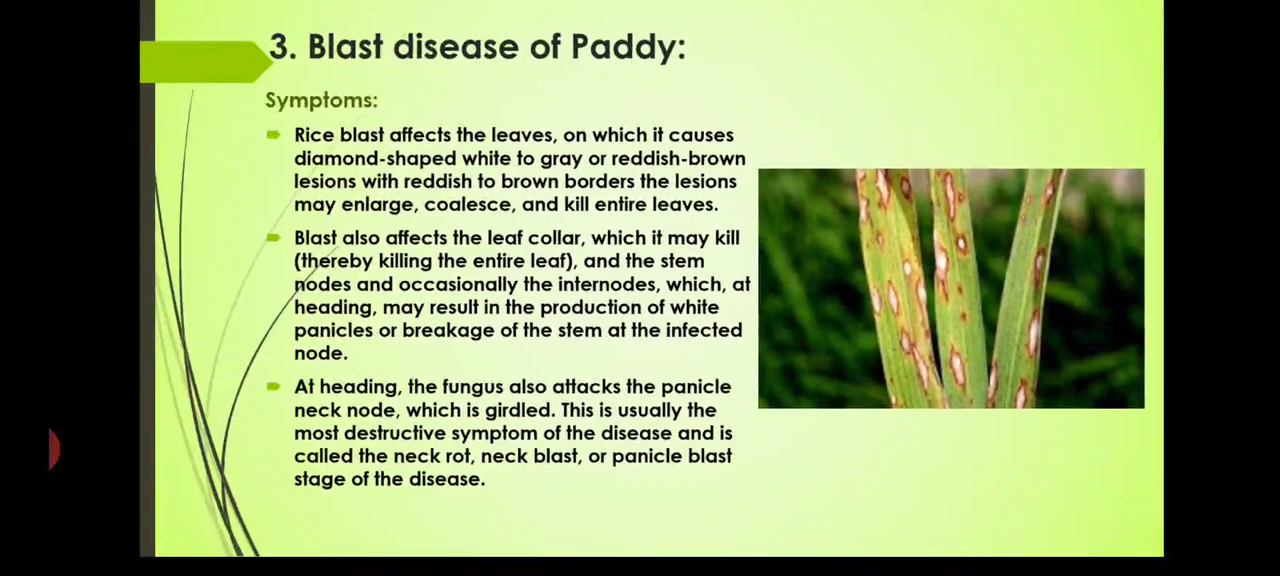 3. Blast disease of Paddy:
Symptoms:
Rice blast affects the leaves, on which it causes
diamond-shaped white to gray or reddish-brown
lesions with reddish to brown borders the lesions
may enlarge, coalesce, and kill entire leaves.
Blast also affects the leaf collar, which it may kill
(thereby killing the entire leaf), and the stem
nodes and occasionally the internodes, which, at
heading, may result in the production of white
panicles or breakage of the stem at the infected
node.
At heading, the fungus also attacks the panicle
neck node, which is girdled. This is usually the
most destructive symptom of the disease and is
called the neck rot, neck blast, or panicle blast
stage of the disease.